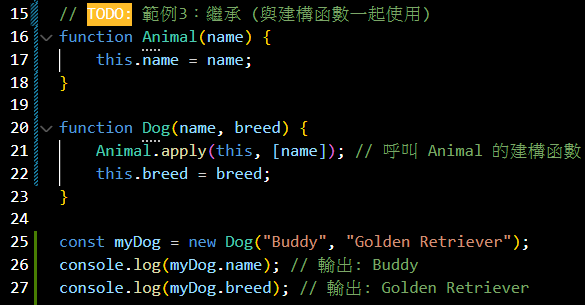 15 // TODO: 範例3：繼承 (與建構函數一起使用)
16 function Animal(name) {
17     this.name = name;
18 }
19
20 function Dog(name, breed) {
21     Animal.apply(this, [name]); // 呼叫 Animal 的建構函數
22     this.breed = breed;
23 }
24
25 const myDog = new Dog("Buddy", "Golden Retriever");
26 console.log(myDog.name); // 輸出: Buddy
27 console.log(myDog.breed); // 輸出: Golden Retriever